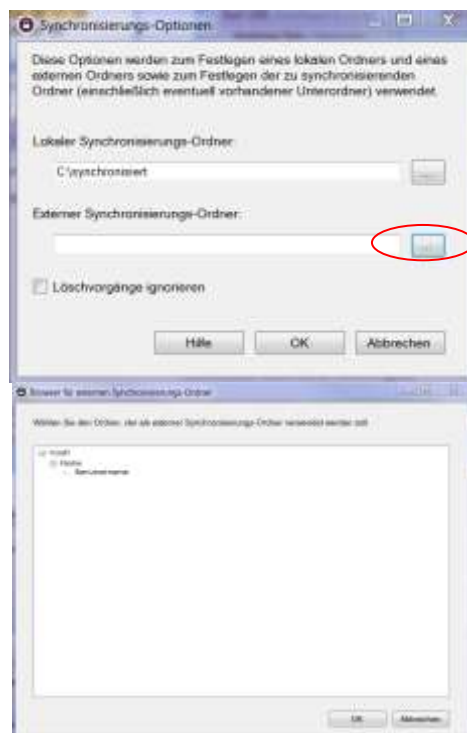 Synchronisierungs-Optionen
Diese Optionen werden zum Festlegen eines lokalen Ordners und eines
externen Ordners sowie zum Festlegen der zu synchronisierenden
Ordner (einschließlich eventuell vorhandener Unterordner) verwendet.
Lokaler Synchronisierungs-Ordner:
C:\synchronisiert
...
Externer Synchronisierungs-Ordner:
...
Löschvorgänge ignorieren
Hilfe OK Abbrechen
Browser für externen Synchronisierungs-Ordner
Wählen Sie den Ordner, der als externer Synchronisierungs-Ordner verwendet werden soll
Home
Benutzername
OK Abbrechen